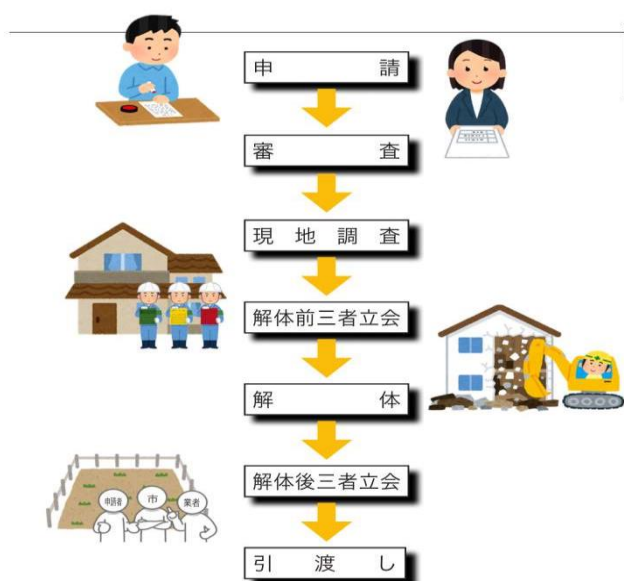 申請
審査
現地調査
解体前三者立会
解体
解体後三者立会
申請者
市
業者
引渡し